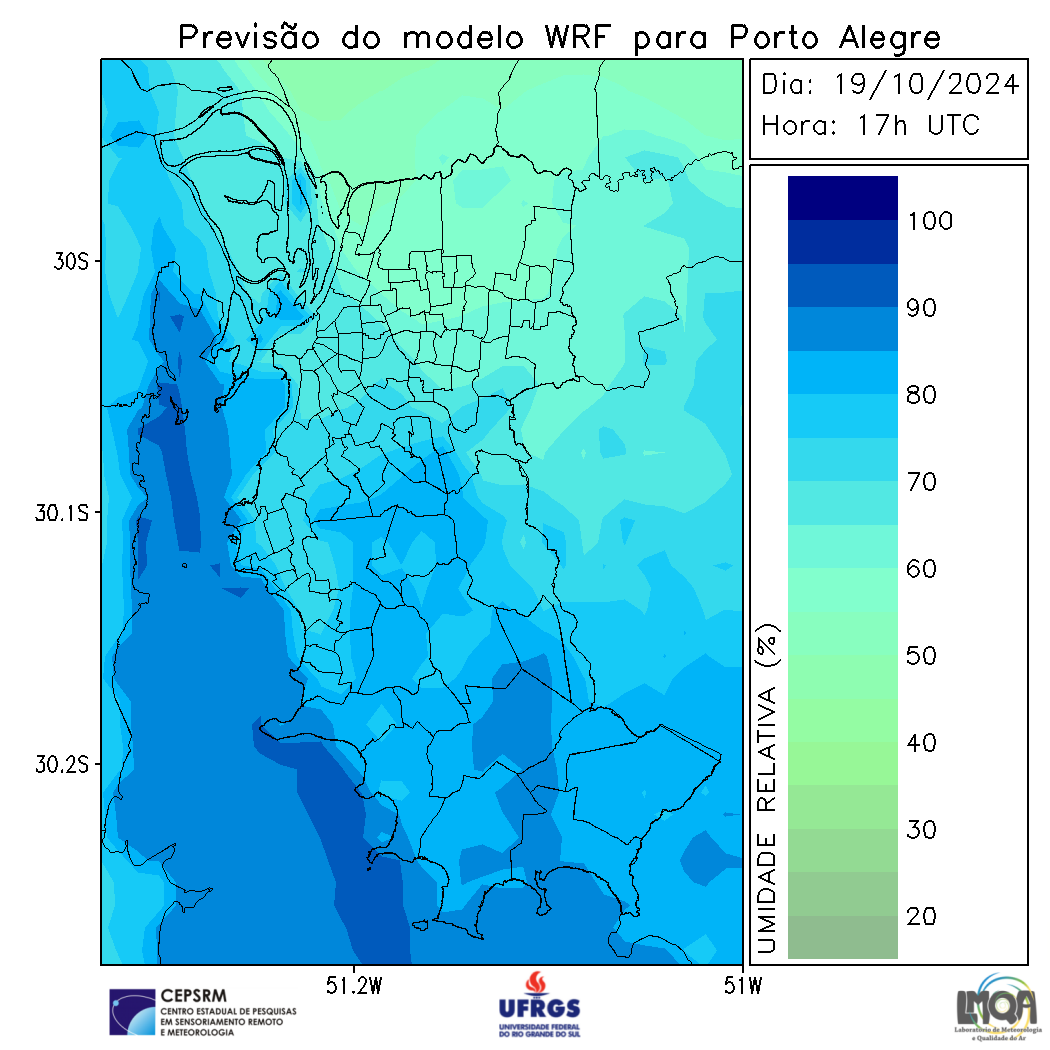 Previsão do modelo WRF para Porto Alegre
Dia: 19/10/2024
Hora: 17h UTC
100
90
80
70
60
50
40
30
20
UMIDADE RELATIVA (%)
30S
30.1S
30.2S
51.2W
51W
CEPSRM
CENTRO ESTADUAL DE PESQUISAS
EM SENSORIAMENTO REMOTO
E METEOROLOGIA
UFRGS
UNIVERSIDADE FEDERAL
DO RIO GRANDE DO SUL
LMQA
Laboratório de Meteorologia
e Qualidade do Ar